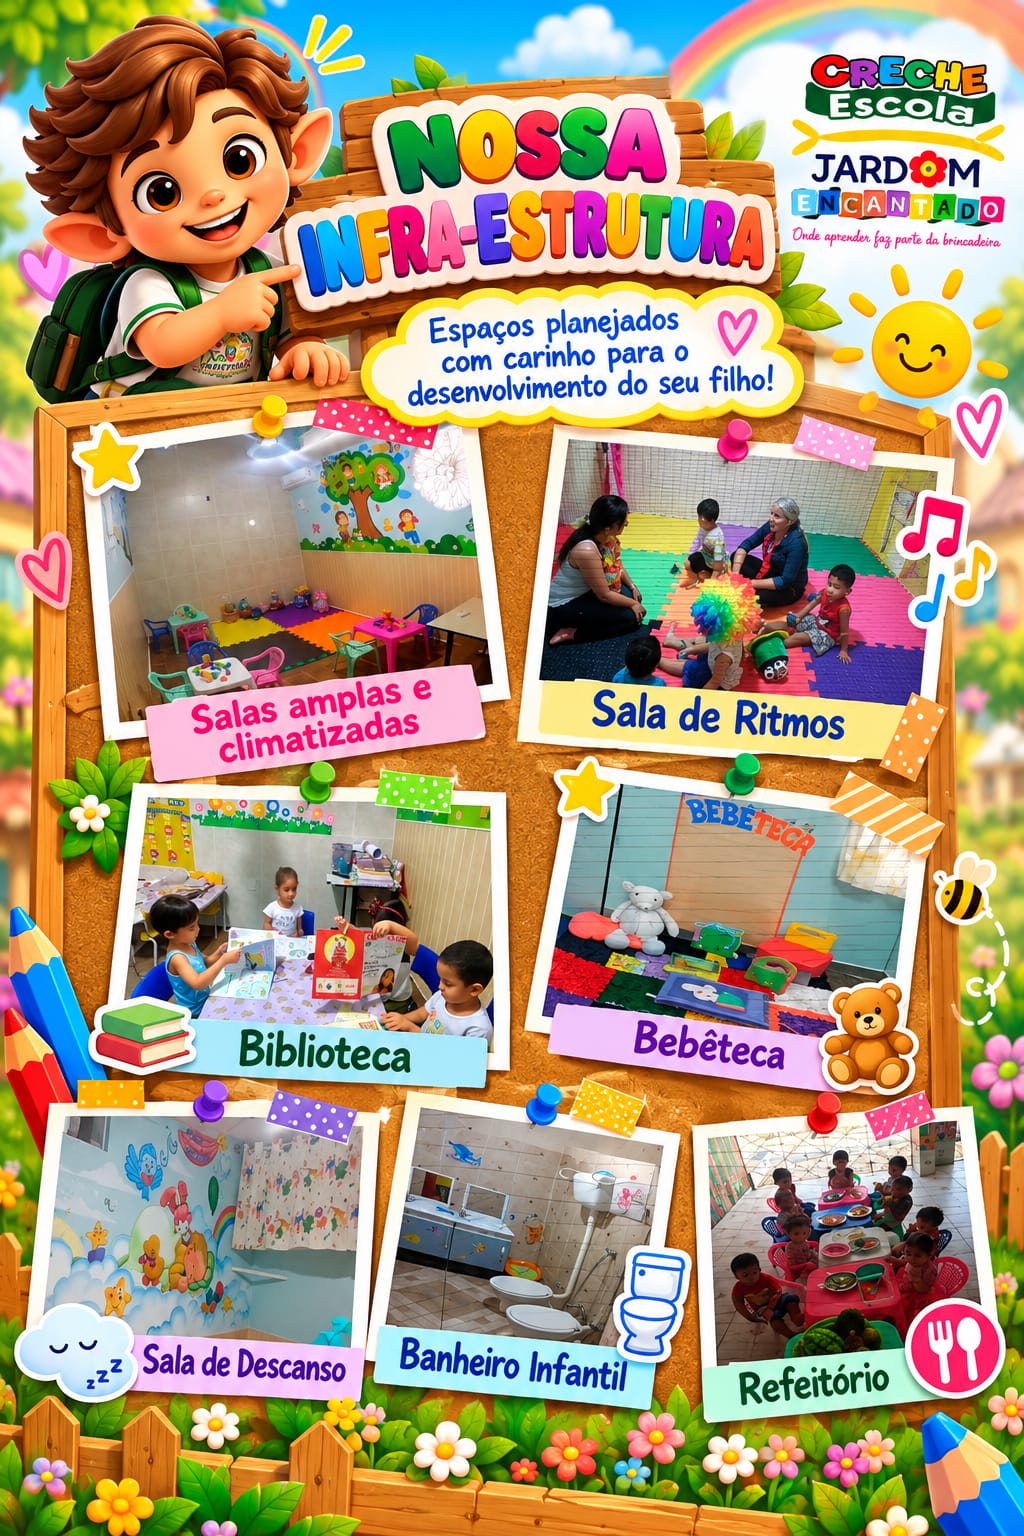 CRECHE
Escola
JARDIM
ENCANTADO
Onde aprender faz parte da brincadeira
NOSSA
INFRA-ESTRUTURA
Espaços planejados
com carinho para o
desenvolvimento do seu filho!
Salas amplas e
climatizadas
Sala de Ritmos
Biblioteca
BEBÊTECA
Bebêteca
zzz
Sala de Descanso
Banheiro Infantil
Refeitório